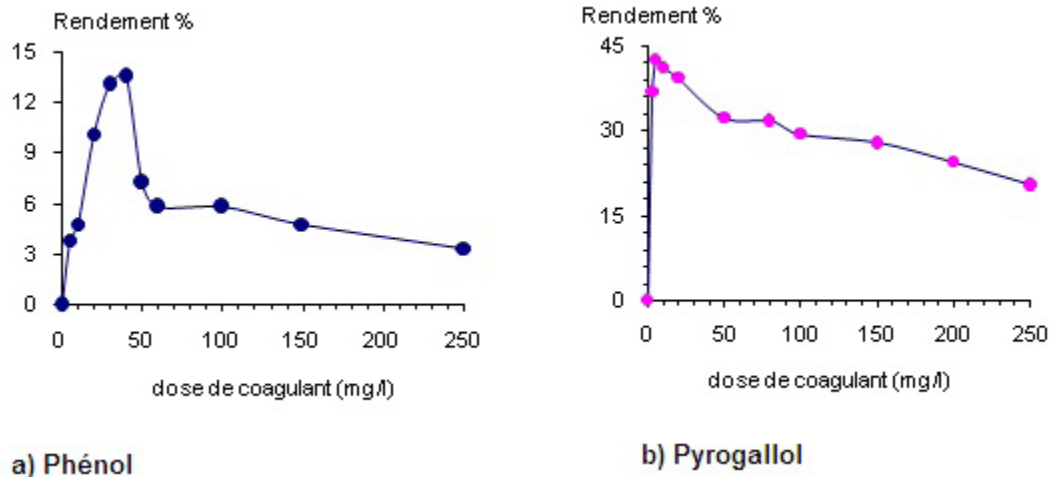 Rendement %
15
12
9
6
3
0
0 50 100 150 200 250
dose de coagulant (mg/l)
a) Phénol
Rendement %
45
30
15
0
0 50 100 150 200 250
dose de coagulant (mg/l)
b) Pyrogallol